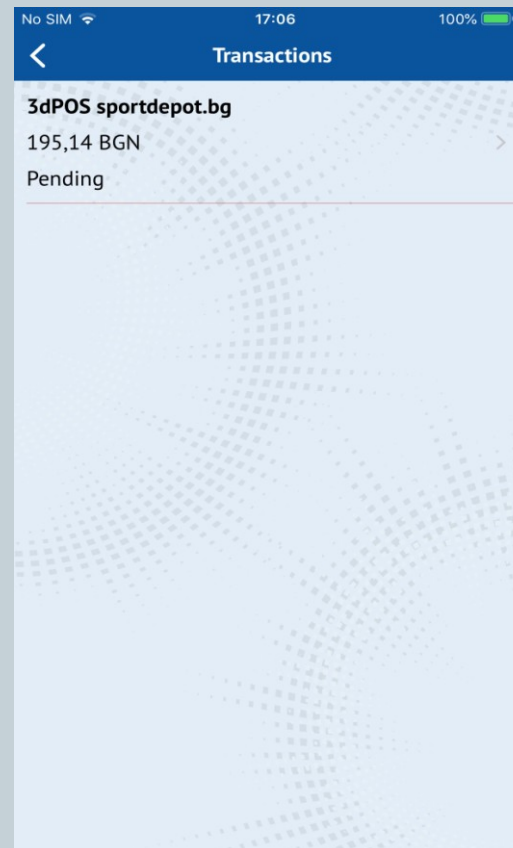 No SIM 17:06 100%
Transactions
3dPOS sportdepot.bg
195,14 BGN
Pending